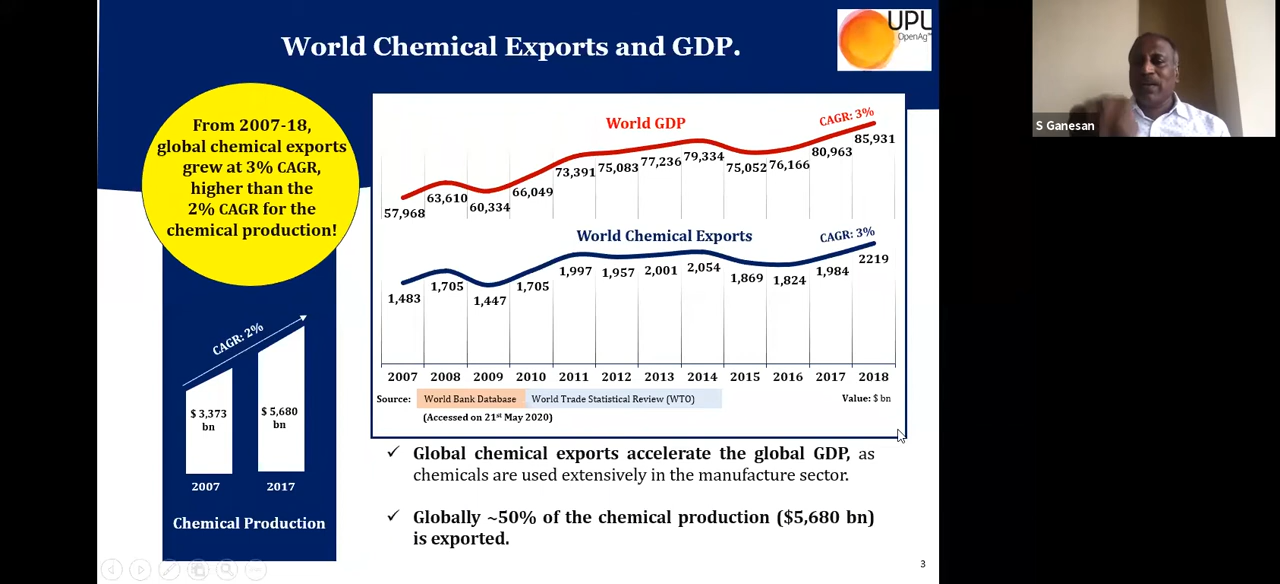 World Chemical Exports and GDP.
UPL
OpenAg™
S Ganesan
From 2007-18,
global chemical exports
grew at 3% CAGR,
higher than the
2% CAGR for the
chemical production!
CAGR: 2%
$ 3,373
bn
$ 5,680
bn
2007 2017
Chemical Production
World GDP
CAGR: 3%
57,968 63,610 60,334 66,049 73,391 75,083 77,236 79,334 75,052 76,166 80,963 85,931
World Chemical Exports
CAGR: 3%
1,483 1,705 1,447 1,705 1,997 1,957 2,001 2,054 1,869 1,824 1,984 2219
2007 2008 2009 2010 2011 2012 2013 2014 2015 2016 2017 2018
Source: World Bank Database World Trade Statistical Review (WTO) Value: $ bn
(Accessed on 21st May 2020)
✓ Global chemical exports accelerate the global GDP, as
chemicals are used extensively in the manufacture sector.
✓ Globally ~50% of the chemical production ($5,680 bn)
is exported.
3